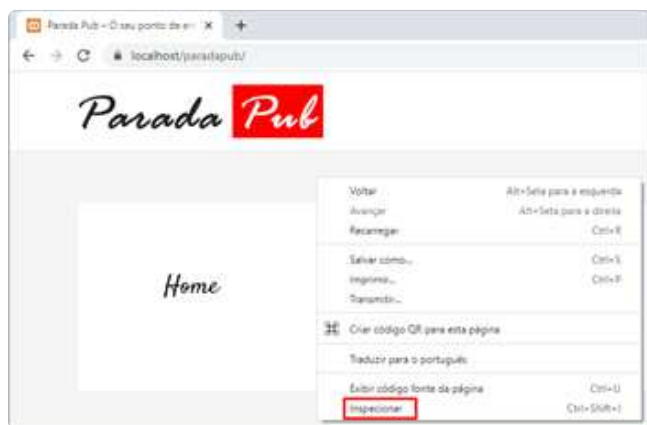 Parada Pub – O seu ponto de en
localhost/paradapub/
Parada Pub
Home
Voltar Alt+Seta para a esquerda
Avançar Alt+Seta para a direita
Recarregar Ctrl+R
Salvar como... Ctrl+S
Imprimir... Ctrl+P
Transmitir...
Criar código QR para esta página
Traduzir para o português
Exibir código fonte da página Ctrl+U
Inspecionar Ctrl+Shift+I